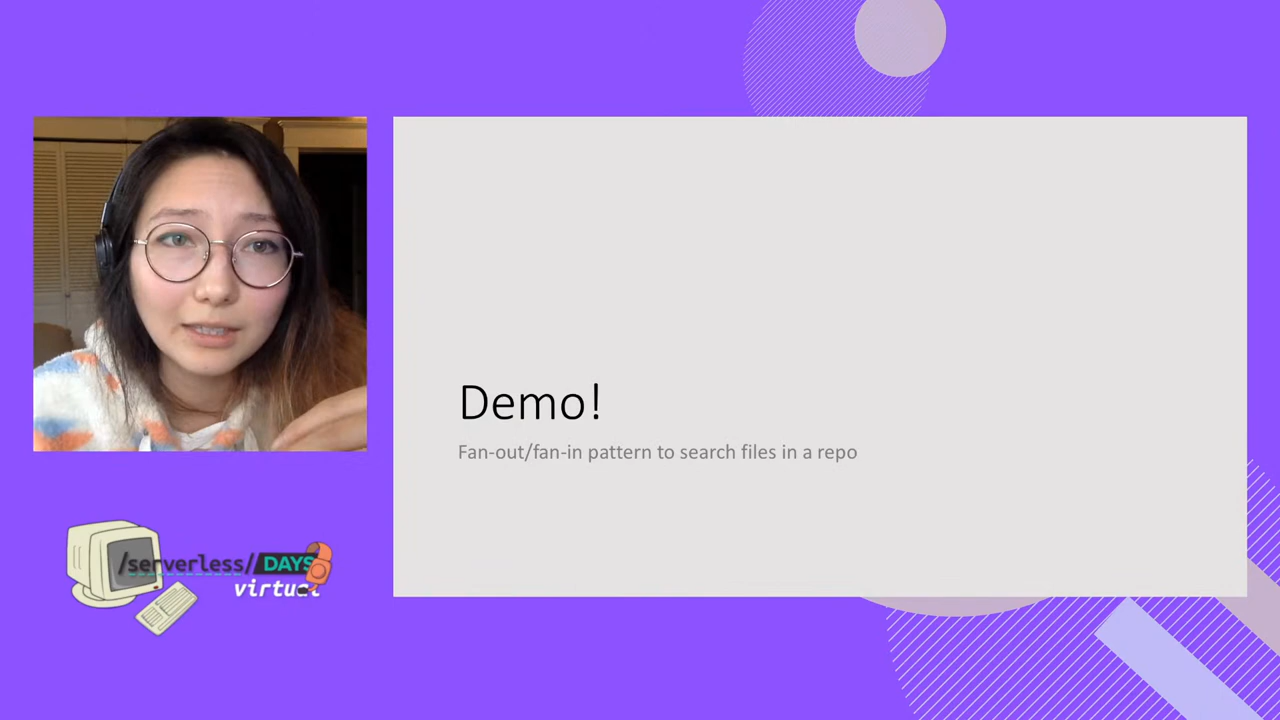 Demo!
Fan-out/fan-in pattern to search files in a repo
/serverless/DAYS
virtual